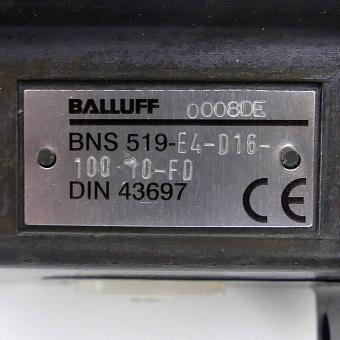 BALLUFF 0008DE
BNS 519-E4-D16-
100-10-FD
DIN 43697
CE